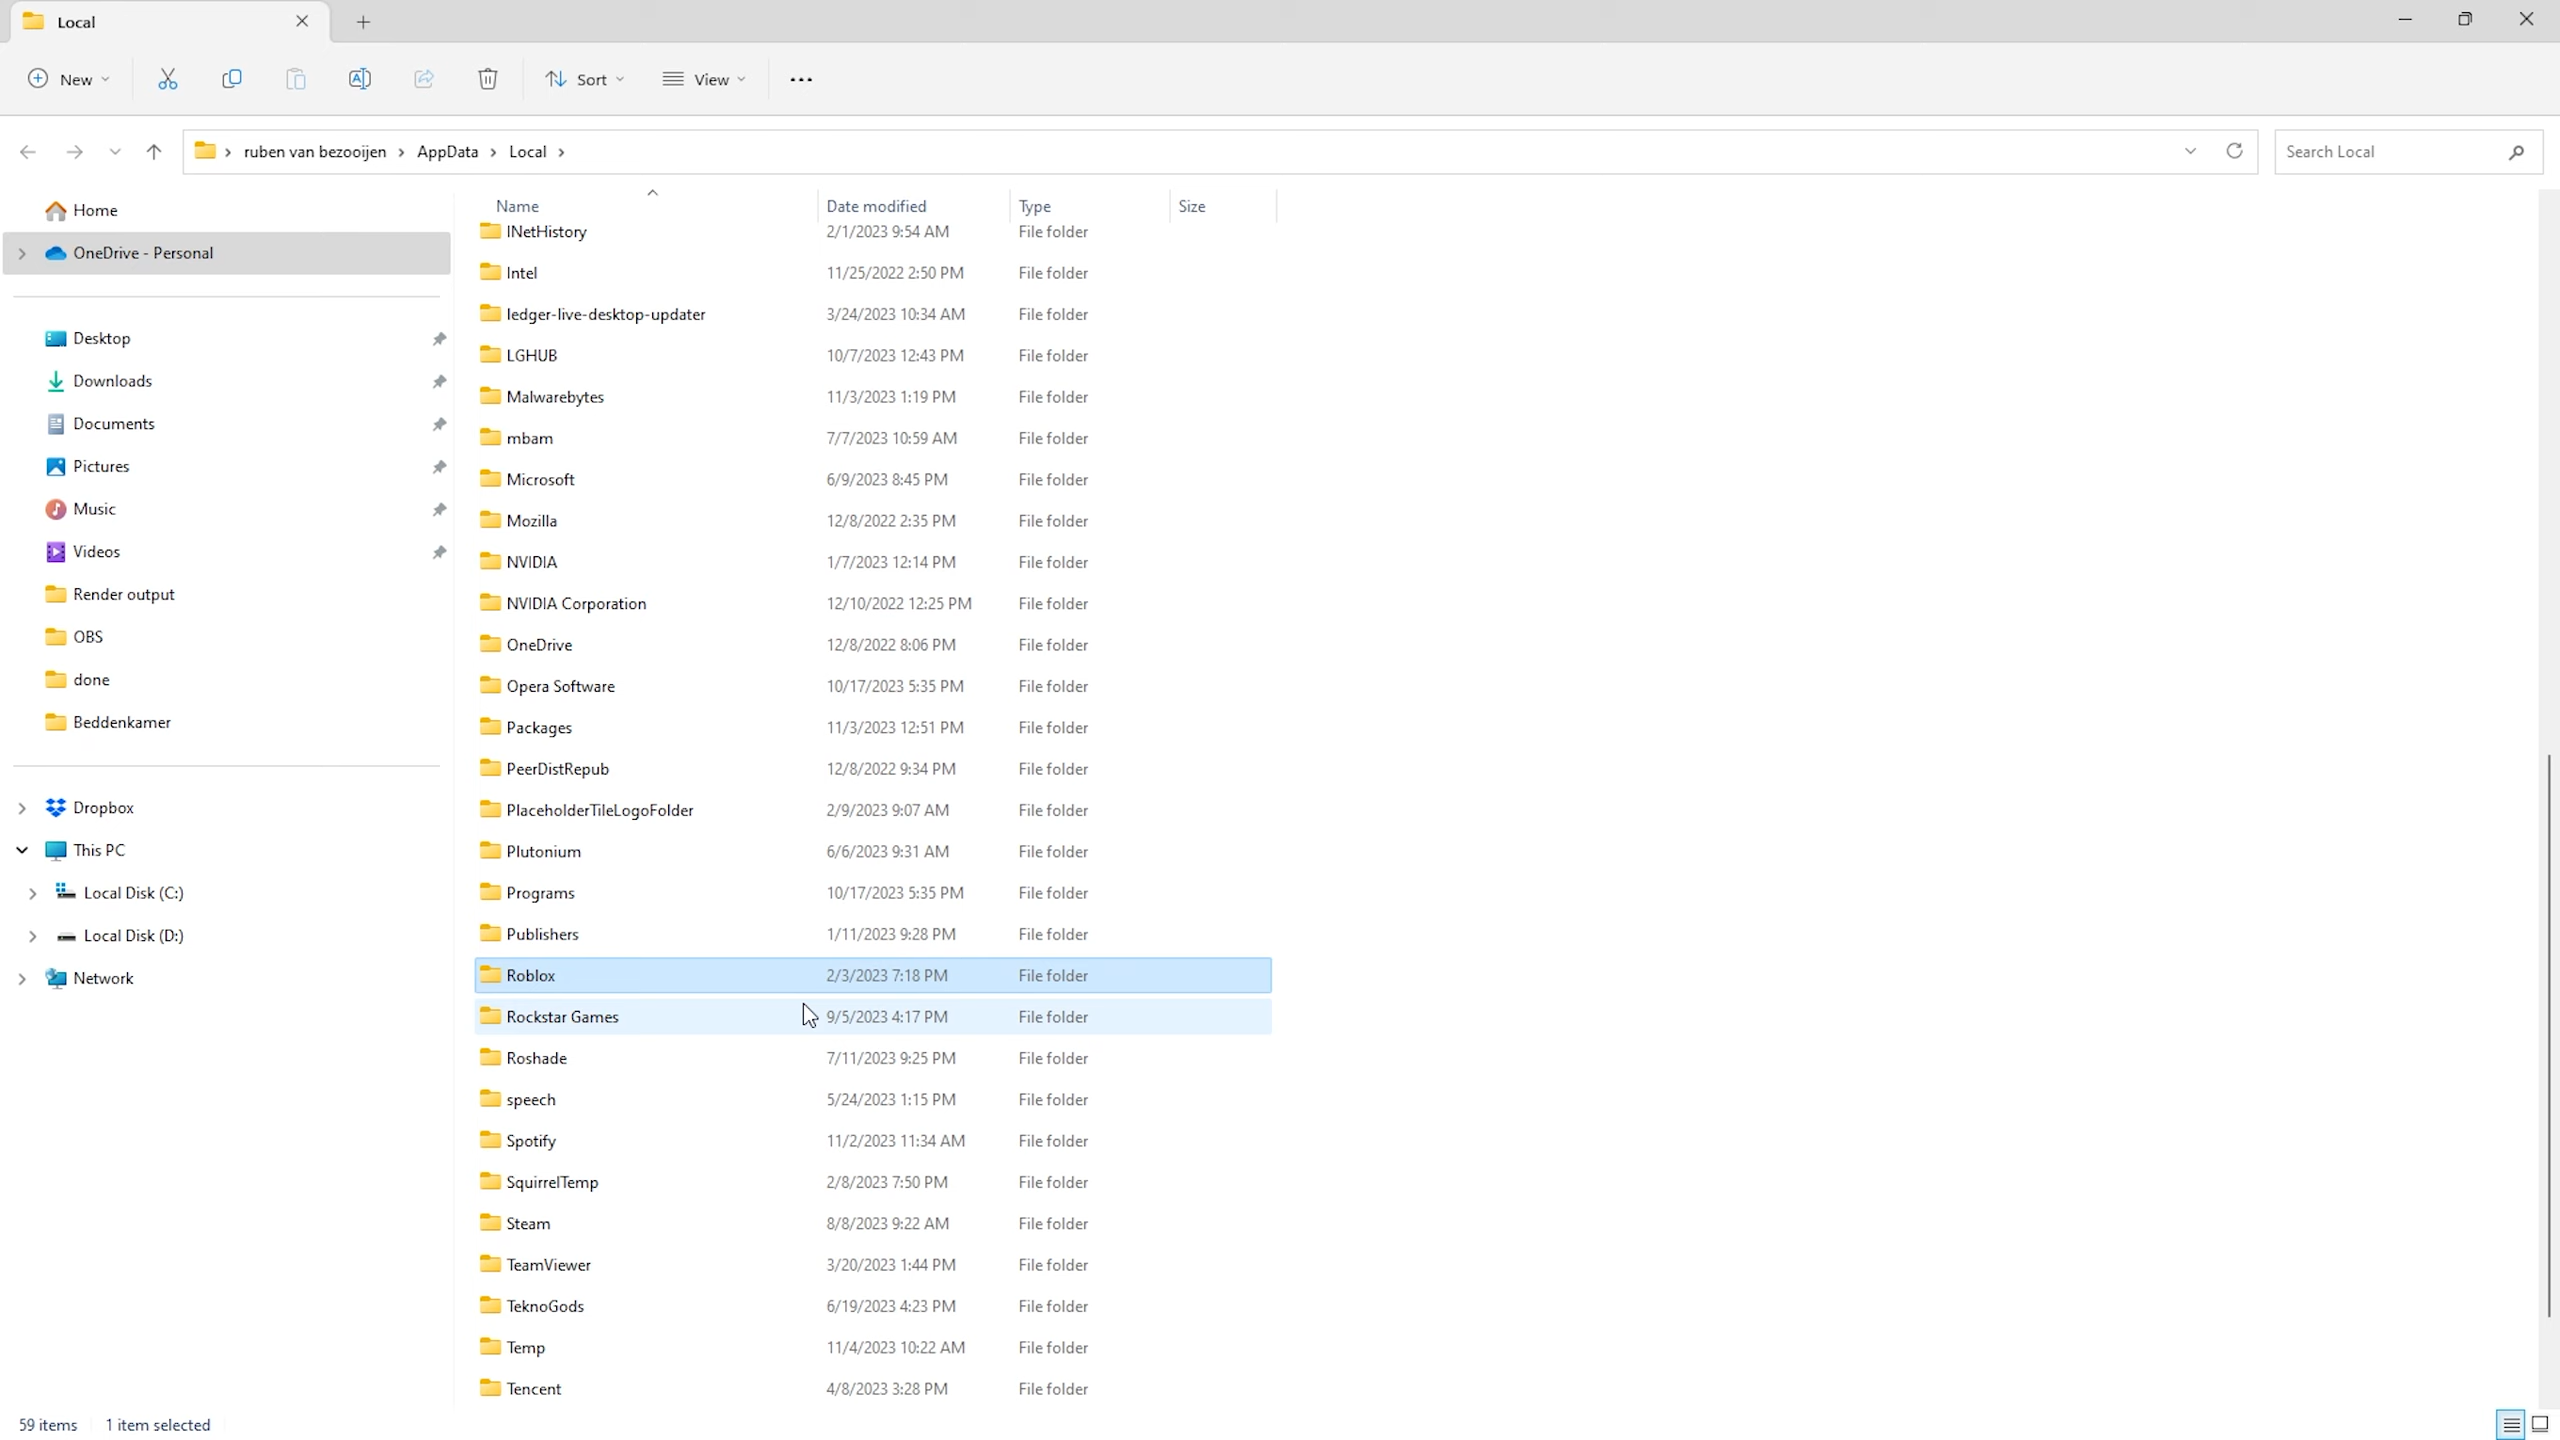 Local
New
Sort
View
ruben van bezooijen > AppData > Local >
Search Local
Home
OneDrive - Personal
Desktop
Downloads
Documents
Pictures
Music
Videos
Render output
OBS
done
Beddenkamer
Dropbox
This PC
Local Disk (C:)
Local Disk (D:)
Network
Name Date modified Type Size
INetHistory 2/1/2023 9:54 AM File folder
Intel 11/25/2022 2:50 PM File folder
ledger-live-desktop-updater 3/24/2023 10:34 AM File folder
LGHUB 10/7/2023 12:43 PM File folder
Malwarebytes 11/3/2023 1:19 PM File folder
mbam 7/7/2023 10:59 AM File folder
Microsoft 6/9/2023 8:45 PM File folder
Mozilla 12/8/2022 2:35 PM File folder
NVIDIA 1/7/2023 12:14 PM File folder
NVIDIA Corporation 12/10/2022 12:25 PM File folder
OneDrive 12/8/2022 8:06 PM File folder
Opera Software 10/17/2023 5:35 PM File folder
Packages 11/3/2023 12:51 PM File folder
PeerDistRepub 12/8/2022 9:34 PM File folder
PlaceholderTileLogoFolder 2/9/2023 9:07 AM File folder
Plutonium 6/6/2023 9:31 AM File folder
Programs 10/17/2023 5:35 PM File folder
Publishers 1/11/2023 9:28 PM File folder
Roblox 2/3/2023 7:18 PM File folder
Rockstar Games 9/5/2023 4:17 PM File folder
Roshade 7/11/2023 9:25 PM File folder
speech 5/24/2023 1:15 PM File folder
Spotify 11/2/2023 11:34 AM File folder
SquirrelTemp 2/8/2023 7:50 PM File folder
Steam 8/8/2023 9:22 AM File folder
TeamViewer 3/20/2023 1:44 PM File folder
TeknoGods 6/19/2023 4:23 PM File folder
Temp 11/4/2023 10:22 AM File folder
Tencent 4/8/2023 3:28 PM File folder
59 items 1 item selected